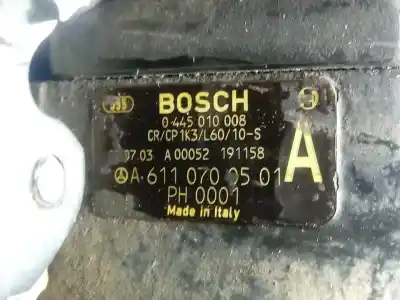 BOSCH
0 445 010 008
CR/CP1K3/L60/10-S
07.03 A 00052 191158
A-611 070 05 01 A
PH 0001
Made in Italy